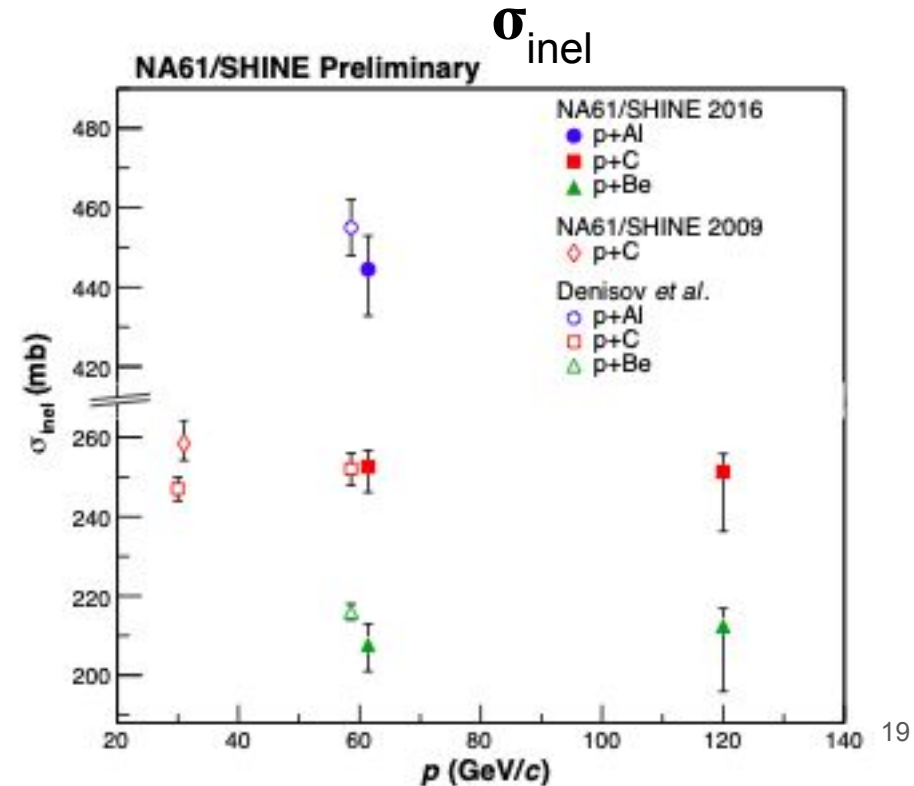 σinel
NA61/SHINE Preliminary
NA61/SHINE 2016
p+Al
p+C
p+Be
NA61/SHINE 2009
p+C
Denisov et al.
p+Al
p+C
p+Be
480
460
440
420
260
240
220
200
σinel (mb)
20 40 60 80 100 120 140
p (GeV/c)
19